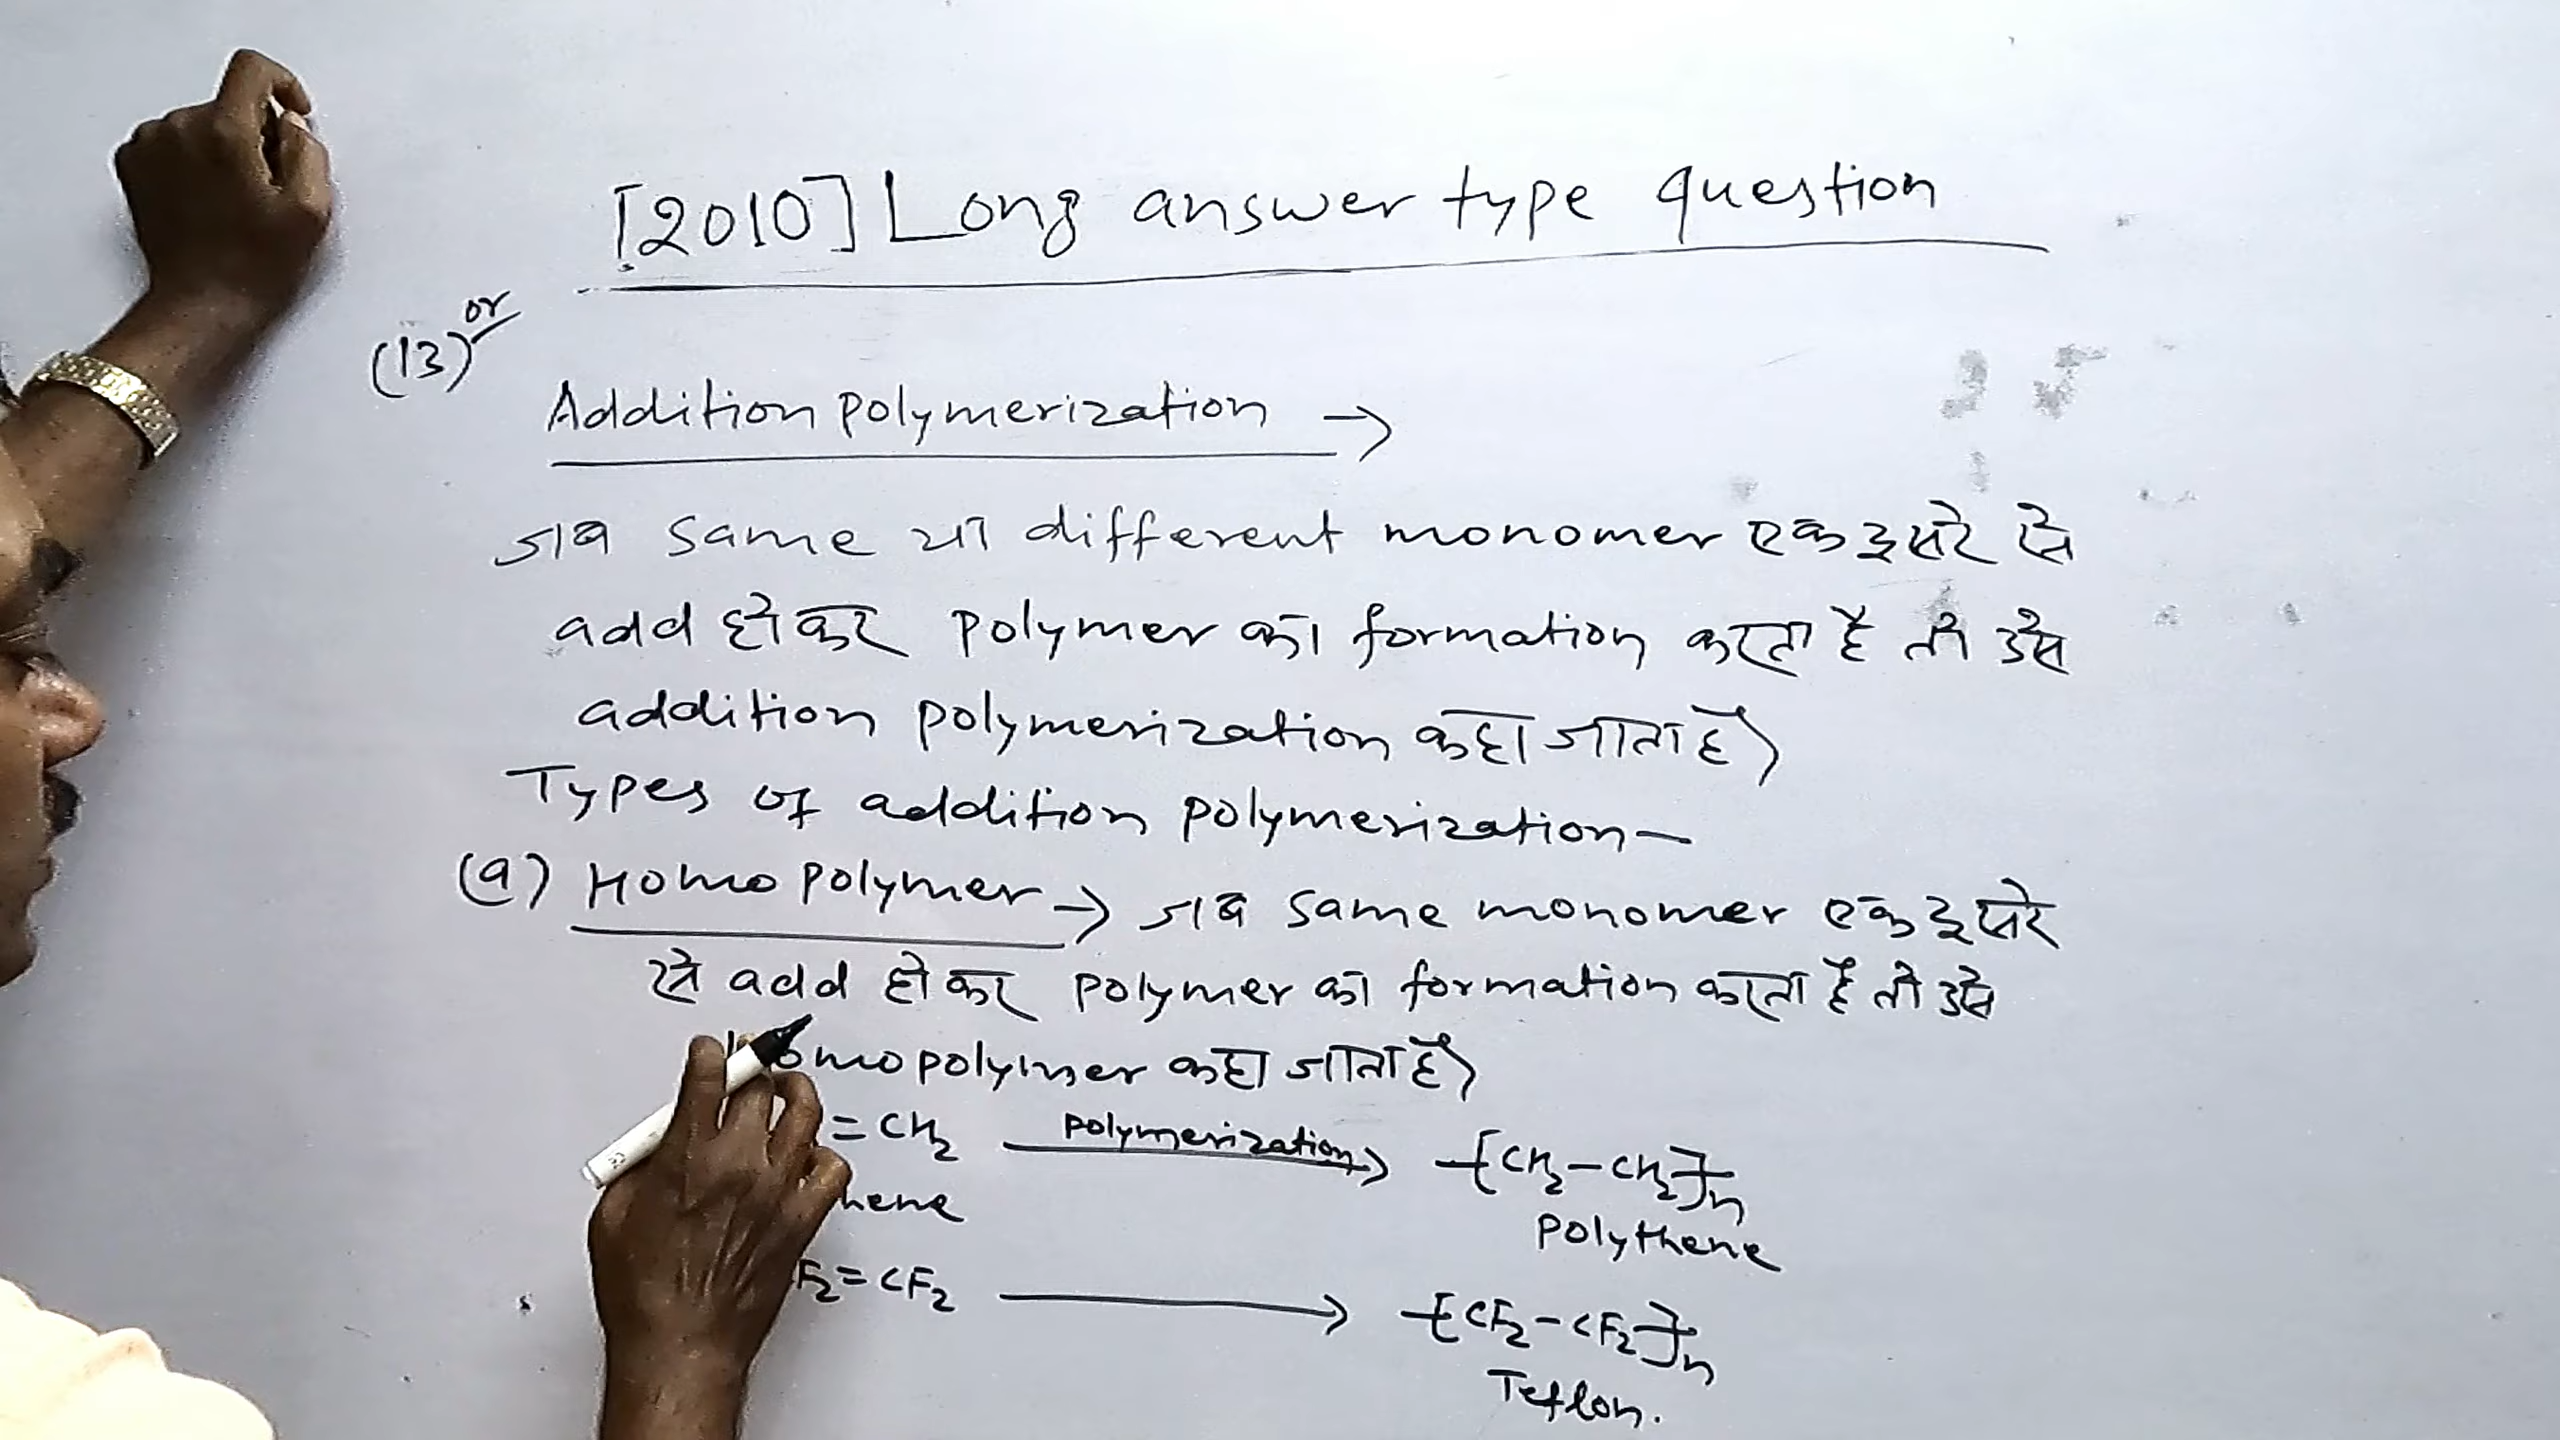 [2010] Long answer type question
(13) or
Addition polymerization →
जब same या different monomer एक दुसरे से
add होकर polymer का formation करता है तो उसे
addition polymerization कहा जाता है)
Types of addition polymerization—
(a) Homo polymer → जब same monomer एक दुसरे
से add होकर polymer का formation करता है तो उसे
homopolymer कहा जाता है)
=CH2 polymerization → -[CH2-CH2]-n
hene polythene
F2=CF2 → -[CF2-CF2]-n
Teflon.